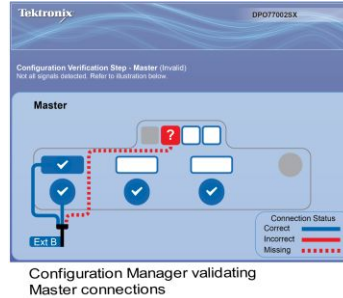 Tektronix
DPO77002SX
Configuration Verification Step - Master (Invalid)
Not all signals detected. Refer to illustration below.
Master
?
Ext B
Connection Status
Correct
Incorrect
Missing
Configuration Manager validating
Master connections